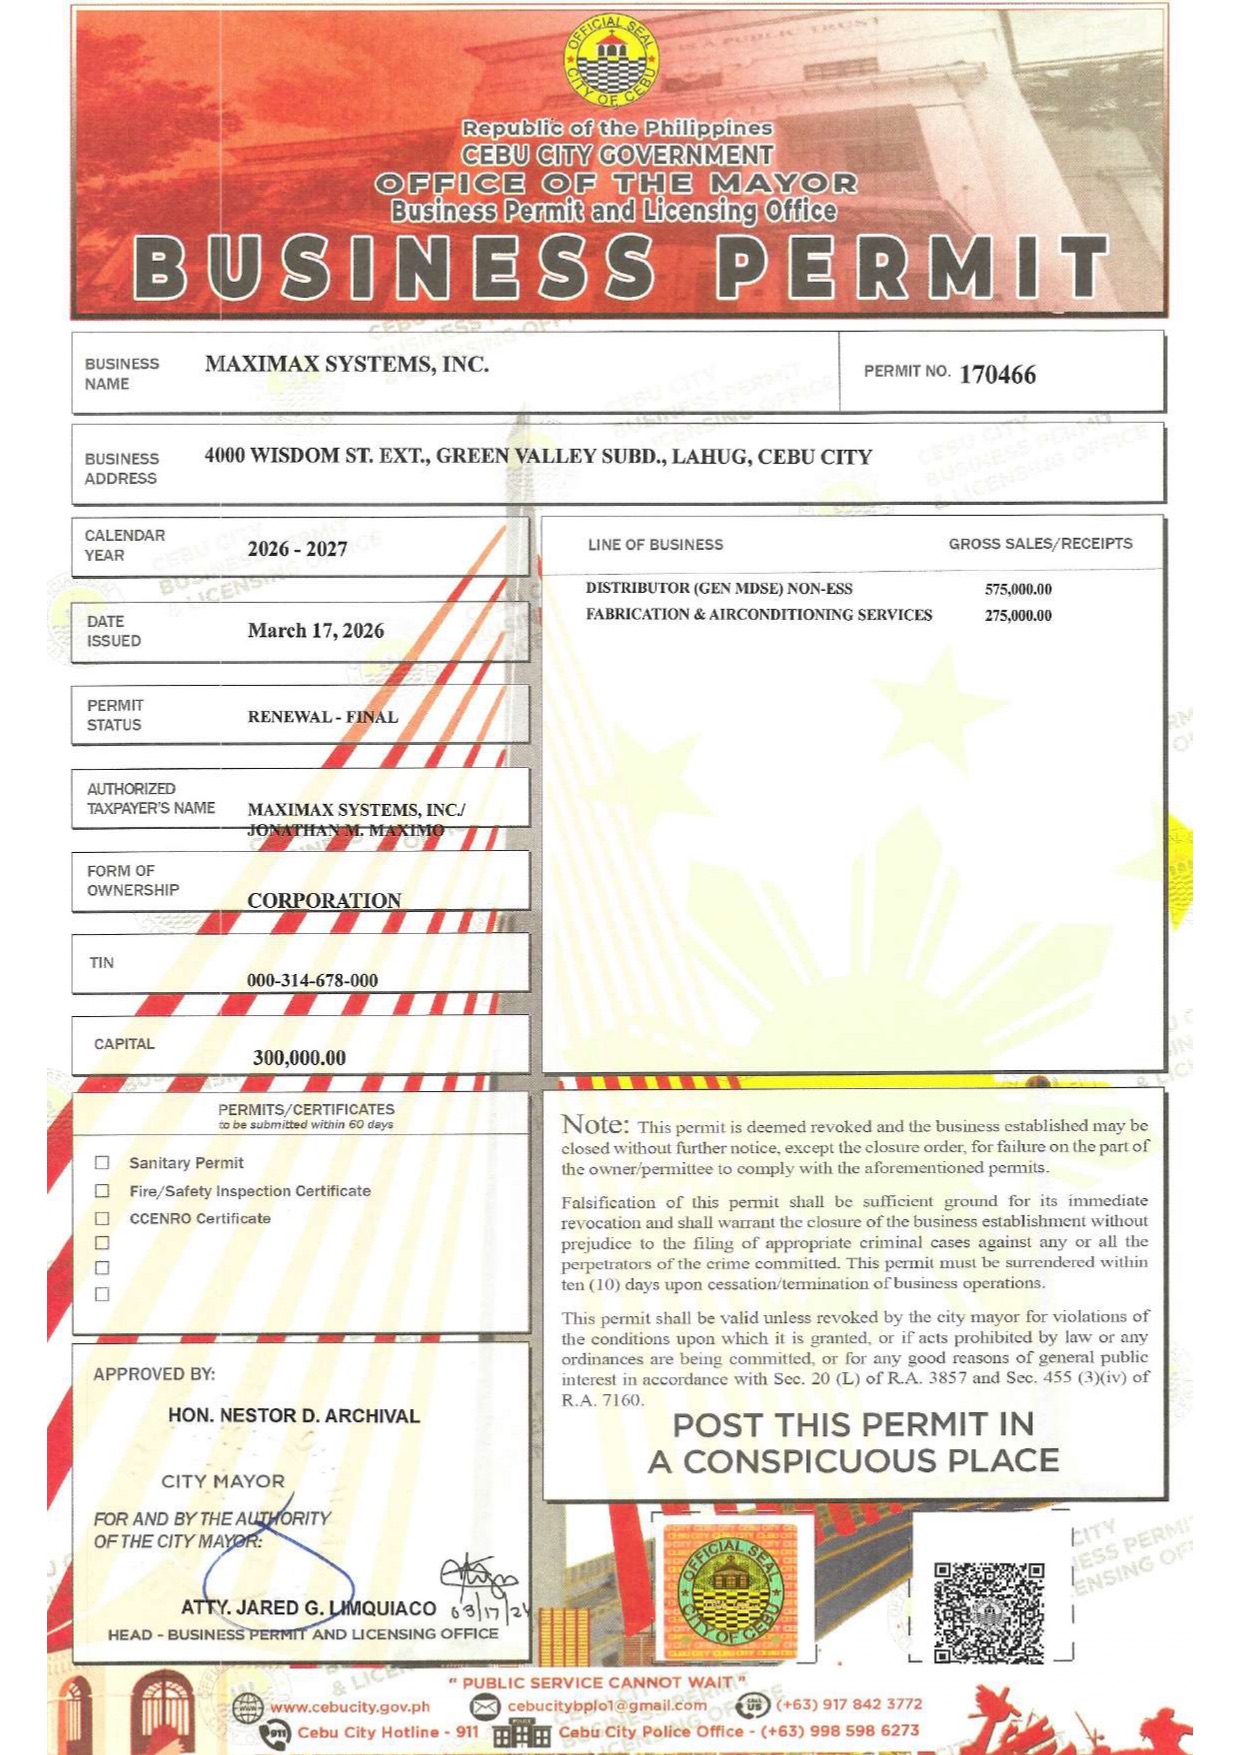 OFFICIAL SEAL
CITY OF CEBU
Republic of the Philippines
CEBU CITY GOVERNMENT
OFFICE OF THE MAYOR
Business Permit and Licensing Office
BUSINESS PERMIT
BUSINESS NAME MAXIMAX SYSTEMS, INC.
PERMIT NO. 170466
BUSINESS ADDRESS 4000 WISDOM ST. EXT., GREEN VALLEY SUBD., LAHUG, CEBU CITY
CALENDAR YEAR 2026 - 2027
DATE ISSUED March 17, 2026
PERMIT STATUS RENEWAL - FINAL
AUTHORIZED TAXPAYER'S NAME MAXIMAX SYSTEMS, INC./
JONATHAN M. MAXIMO
FORM OF OWNERSHIP CORPORATION
TIN 000-314-678-000
CAPITAL 300,000.00
LINE OF BUSINESS GROSS SALES/RECEIPTS
DISTRIBUTOR (GEN MDSE) NON-ESS 575,000.00
FABRICATION & AIRCONDITIONING SERVICES 275,000.00
PERMITS/CERTIFICATES
to be submitted within 60 days
Sanitary Permit
Fire/Safety Inspection Certificate
CCENRO Certificate
Note: This permit is deemed revoked and the business established may be
closed without further notice, except the closure order, for failure on the part of
the owner/permittee to comply with the aforementioned permits.
Falsification of this permit shall be sufficient ground for its immediate
revocation and shall warrant the closure of the business establishment without
prejudice to the filing of appropriate criminal cases against any or all the
perpetrators of the crime committed. This permit must be surrendered within
ten (10) days upon cessation/termination of business operations.
This permit shall be valid unless revoked by the city mayor for violations of
the conditions upon which it is granted, or if acts prohibited by law or any
ordinances are being committed, or for any good reasons of general public
interest in accordance with Sec. 20 (L) of R.A. 3857 and Sec. 455 (3)(iv) of
R.A. 7160.
POST THIS PERMIT IN
A CONSPICUOUS PLACE
APPROVED BY:
HON. NESTOR D. ARCHIVAL
CITY MAYOR
FOR AND BY THE AUTHORITY
OF THE CITY MAYOR:
ATTY. JARED G. LIMQUIACO
HEAD - BUSINESS PERMIT AND LICENSING OFFICE
OFFICIAL SEAL
CITY OF CEBU
" PUBLIC SERVICE CANNOT WAIT "
www.cebucity.gov.ph cebucitybplo1@gmail.com CALL US (+63) 917 842 3772
911 Cebu City Hotline - 911 Cebu City Police Office - (+63) 998 598 6273